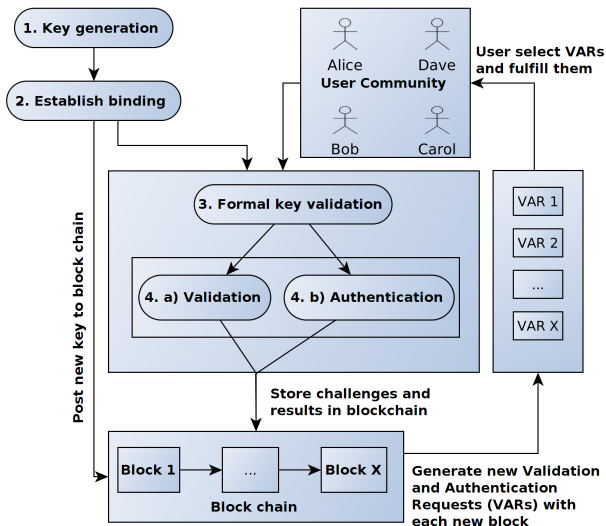 1. Key generation
2. Establish binding
Alice
Dave
User Community
Bob
Carol
User select VARs
and fulfill them
3. Formal key validation
4. a) Validation
4. b) Authentication
VAR 1
VAR 2
...
VAR X
Post new key to block chain
Store challenges and
results in blockchain
Block 1
...
Block X
Block chain
Generate new Validation
and Authentication
Requests (VARs) with
each new block